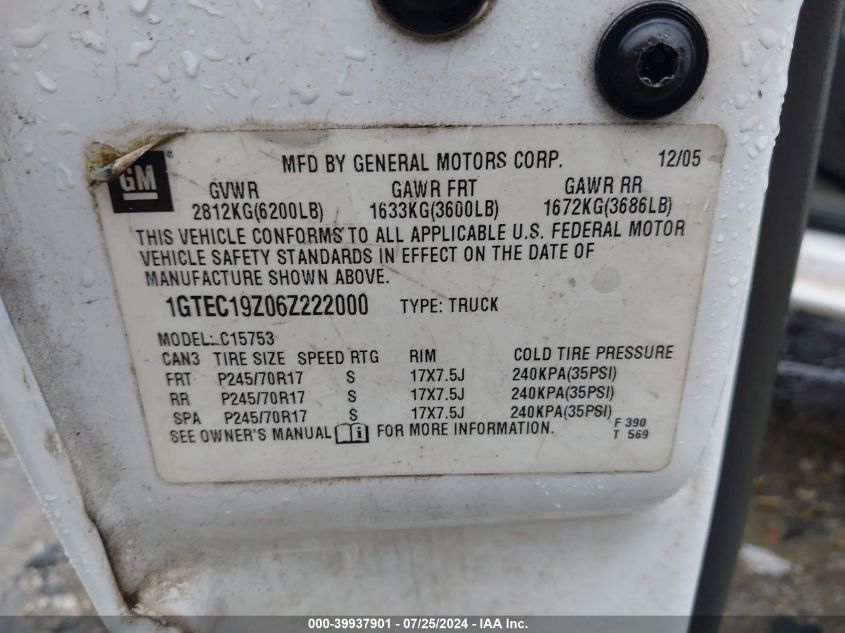 GM ®
MFD BY GENERAL MOTORS CORP. 12/05
GVWR GAWR FRT GAWR RR
2812KG(6200LB) 1633KG(3600LB) 1672KG(3686LB)
THIS VEHICLE CONFORMS TO ALL APPLICABLE U.S. FEDERAL MOTOR
VEHICLE SAFETY STANDARDS IN EFFECT ON THE DATE OF
MANUFACTURE SHOWN ABOVE.
1GTEC19Z06Z222000 TYPE: TRUCK
MODEL: C15753
CAN3 TIRE SIZE SPEED RTG RIM COLD TIRE PRESSURE
FRT P245/70R17 S 17X7.5J 240KPA(35PSI)
RR P245/70R17 S 17X7.5J 240KPA(35PSI)
SPA P245/70R17 S 17X7.5J 240KPA(35PSI)
SEE OWNER'S MANUAL i FOR MORE INFORMATION.
F 390
T 569
000-39937901 - 07/25/2024 - IAA Inc.